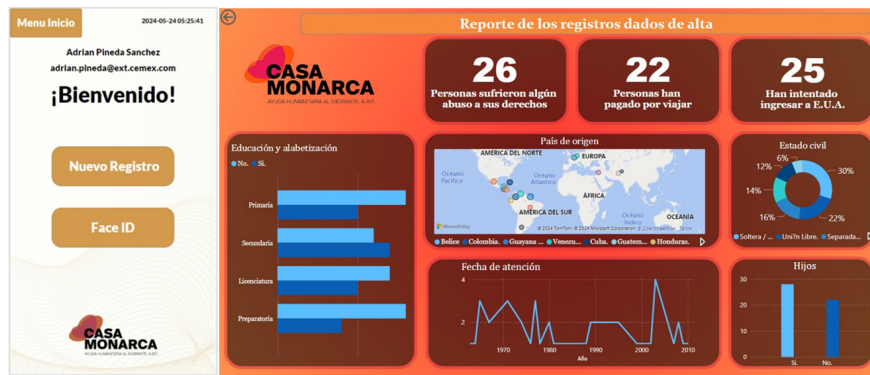 Menu Inicio
2024-05-24 05:25:41
Adrian Pineda Sanchez
adrian.pineda@ext.cemex.com
¡Bienvenido!
Nuevo Registro
Face ID
CASA
MONARCA
AYUDA HUMANITARIA AL MIGRANTE, A.B.P.
Reporte de los registros dados de alta
CASA
MONARCA
AYUDA HUMANITARIA AL MIGRANTE, A.B.P.
26
Personas sufrieron algún
abuso a sus derechos
22
Personas han
pagado por viajar
25
Han intentado
ingresar a E.U.A.
Educación y alabetización
No. Si.
Primaria
Secundaria
Licenciatura
Preparatoria
País de origen
AMÉRICA DEL NORTE
EUROPA
Océano
Pacífico
Océano
Atlántico
ÁFRICA
AMÉRICA DEL SUR
Océano
Índico
OCEANÍA
Microsoft Bing
© 2024 TomTom, © 2024 Microsoft Corporation, © OpenStreetMap Terms
Belice Colombia. Guayana ... Venezu... Cuba. Guatem... Honduras.
Estado civil
6%
12%
30%
14%
16%
22%
Soltera / ... Uni?n Libre. Separada...
Fecha de atención
4
2
1970 1980 1990 2000 2010
Año
Hijos
30
20
10
0
Si. No.